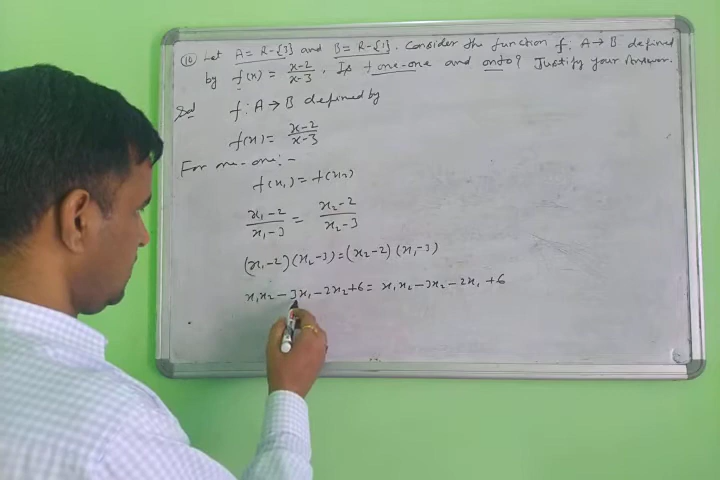 (16) Let A = R-{3} and B = R-{1}. Consider the function f: A→B defined
by f(x) = x-2/x-3. Is f one-one and onto? Justify your Answer.
Sol f: A→B defined by
f(x) = x-2/x-3
For one-one:-
f(x₁) = f(x₂)
x₁-2/x₁-3 = x₂-2/x₂-3
(x₁-2)(x₂-3)=(x₂-2)(x₁-3)
x₁x₂-3x₁-2x₂+6= x₁x₂-3x₂-2x₁+6